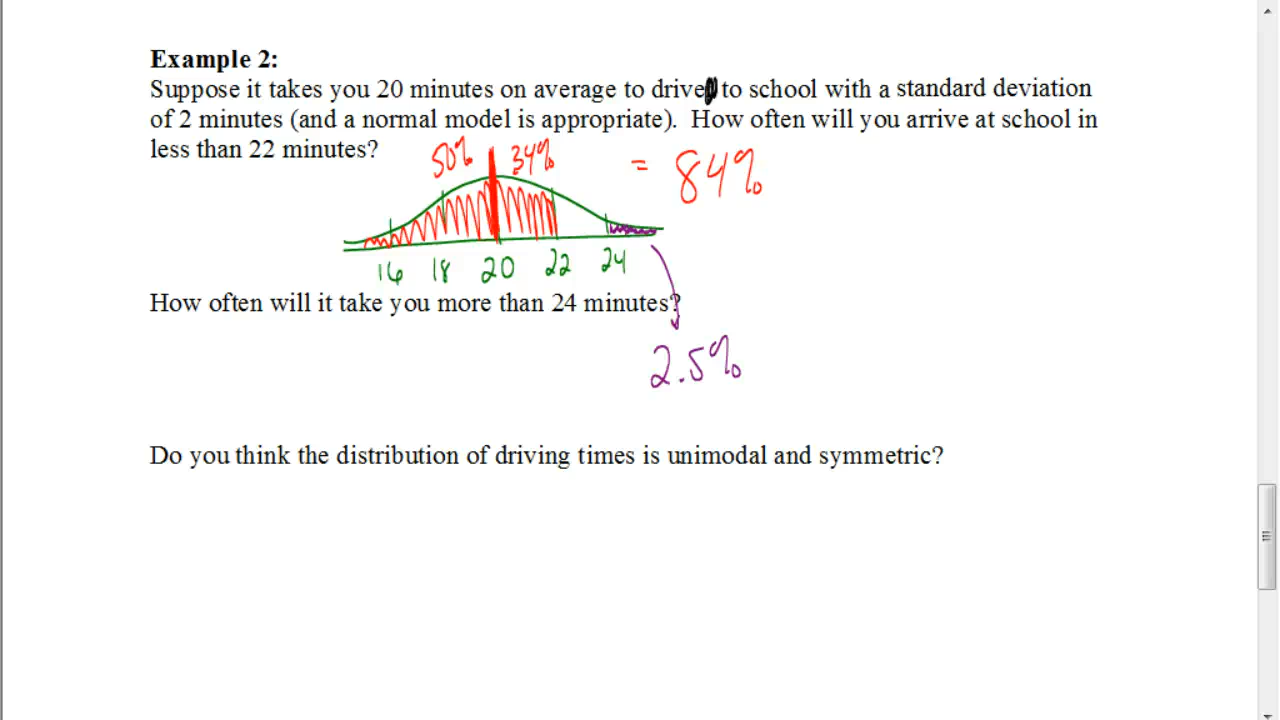 Example 2:
Suppose it takes you 20 minutes on average to drive to school with a standard deviation
of 2 minutes (and a normal model is appropriate). How often will you arrive at school in
less than 22 minutes?
50% 34% = 84%
16 18 20 22 24
How often will it take you more than 24 minutes?
2.5%
Do you think the distribution of driving times is unimodal and symmetric?